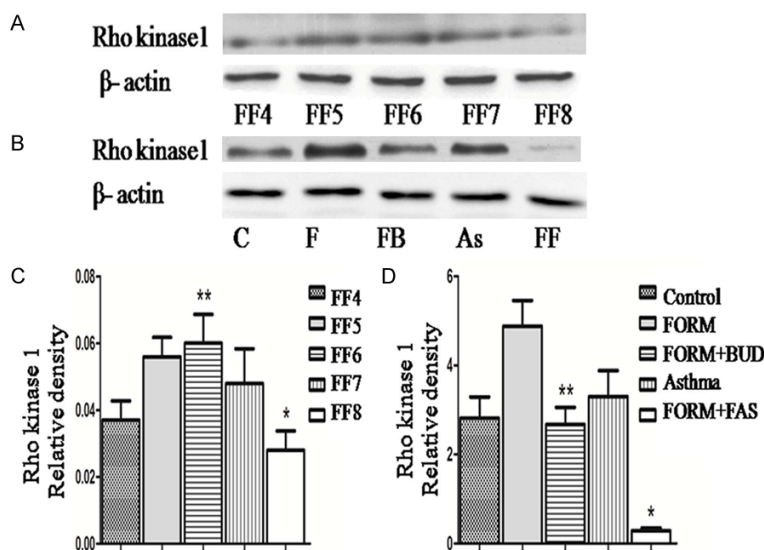 A
Rho kinase1
β- actin
FF4 FF5 FF6 FF7 FF8
B
Rho kinase1
β- actin
C F FB As FF
C
Rho kinase 1
Relative density
0.08
0.06
0.04
0.02
0.00
**
*
FF4
FF5
FF6
FF7
FF8
D
Rho kinase 1
Relative density
6
4
2
0
**
*
Control
FORM
FORM+BUD
Asthma
FORM+FAS